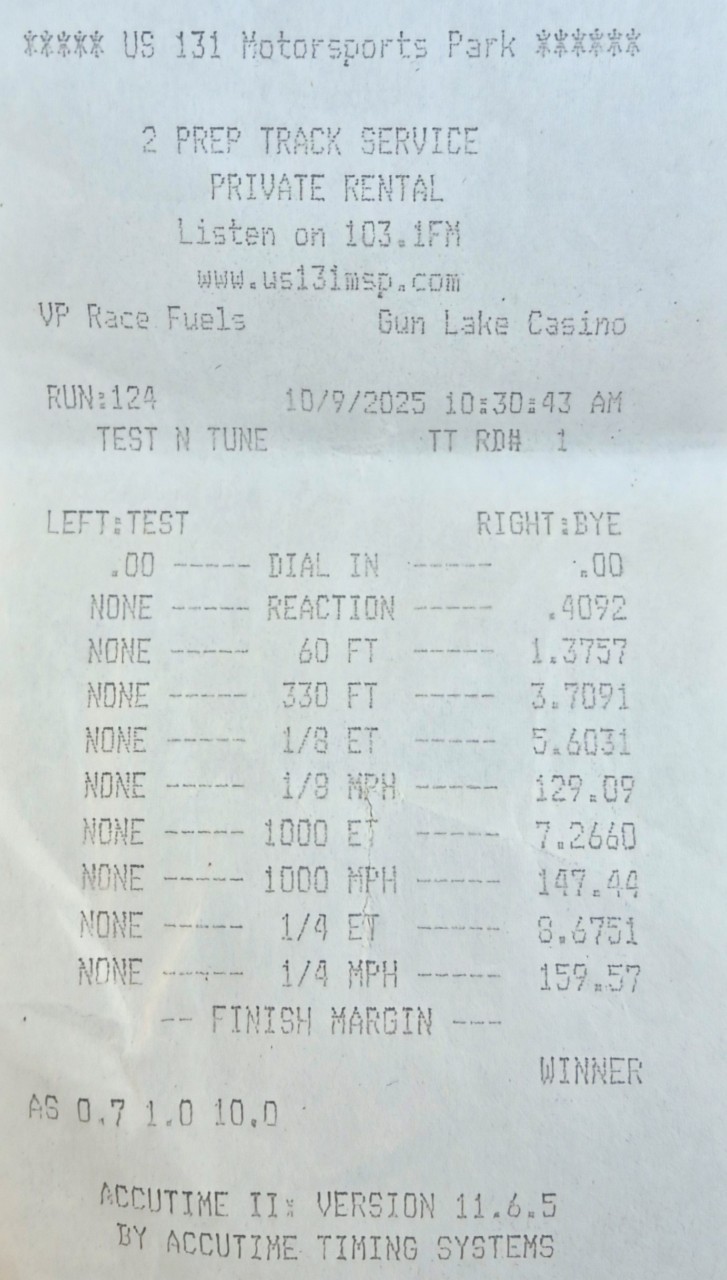 ***** US 131 Motorsports Park ******
2 PREP TRACK SERVICE
PRIVATE RENTAL
Listen on 103.1FM
www.us131msp.com
VP Race Fuels Gun Lake Casino
RUN:124 10/9/2025 10:30:43 AM
TEST N TUNE TT RD# 1
LEFT:TEST RIGHT:BYE
.00 ----- DIAL IN ----- .00
NONE ----- REACTION ----- .4092
NONE ----- 60 FT ----- 1.3757
NONE ----- 330 FT ----- 3.7091
NONE ----- 1/8 ET ----- 5.6031
NONE ----- 1/8 MPH ----- 129.09
NONE ----- 1000 ET ----- 7.2660
NONE ----- 1000 MPH ----- 147.44
NONE ----- 1/4 ET ----- 8.6751
NONE ----- 1/4 MPH ----- 159.57
-- FINISH MARGIN ---
WINNER
AS 0.7 1.0 10.0
ACCUTIME II: VERSION 11.6.5
BY ACCUTIME TIMING SYSTEMS